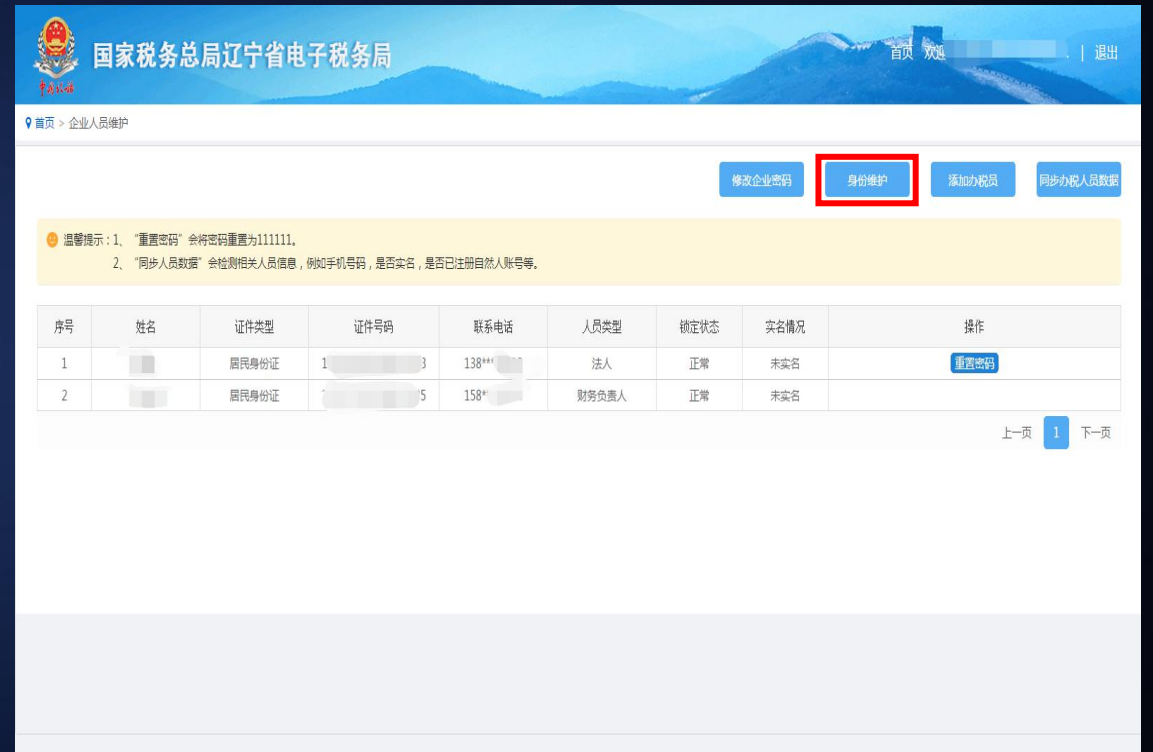 国家税务总局辽宁省电子税务局
首页 欢迎 | 退出
中国税务
首页 > 企业人员维护
修改企业密码 身份维护 添加办税员 同步办税人员数据
温馨提示：1、“重置密码”会将密码重置为111111。
2、“同步人员数据”会检测相关人员信息，例如手机号码，是否实名，是否已注册自然人账号等。
序号 姓名 证件类型 证件号码 联系电话 人员类型 锁定状态 实名情况 操作
1 居民身份证 1 3 138*** 法人 正常 未实名 重置密码
2 居民身份证 5 158* 财务负责人 正常 未实名
上一页 1 下一页